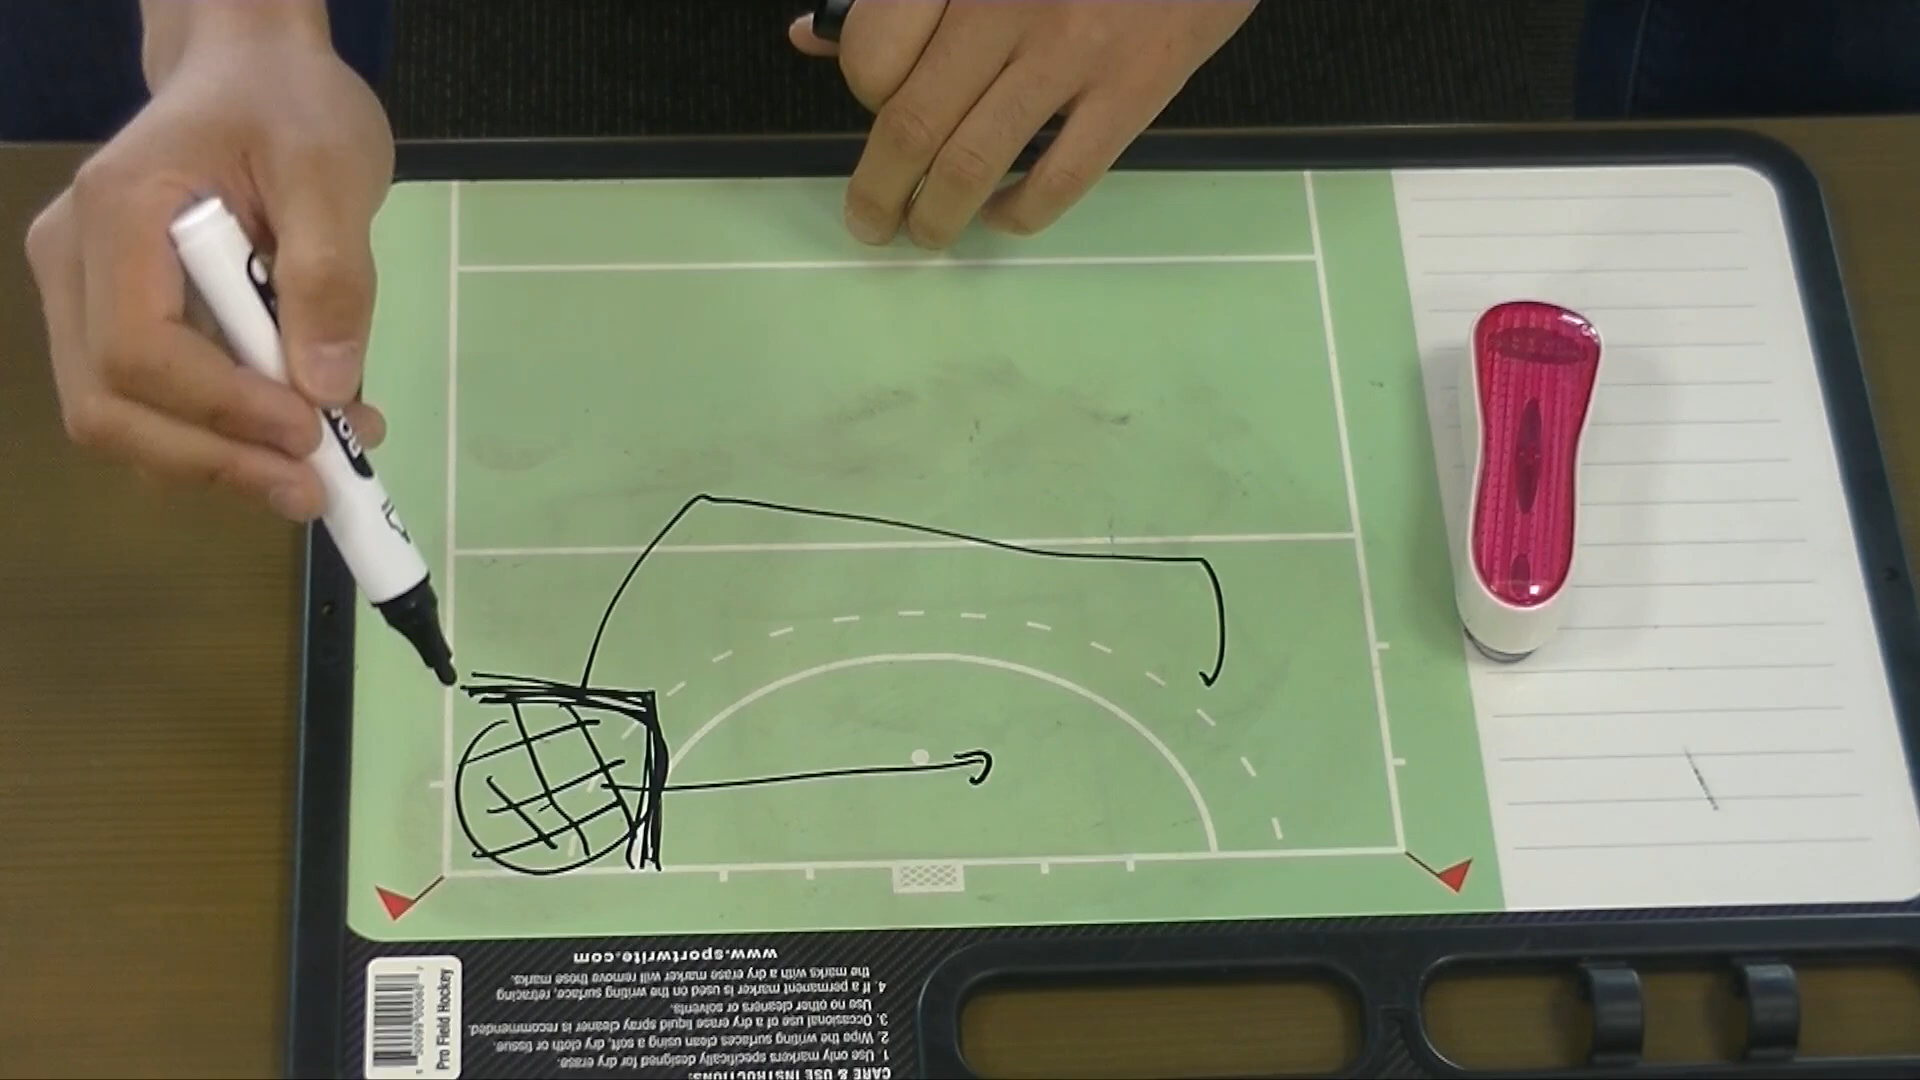 www.sportwrite.com
CARE & USE INSTRUCTIONS:
1. Use only markers specifically designed for dry erase.
2. Wipe the writing surfaces clean using a soft, dry cloth or tissue
3. Occasional use of a dry erase liquid spray cleaner is recommended.
Use no other cleaners or solvents.
4. If a permanent marker is used on the writing surface, retracing
the marks with a dry erase marker will remove those marks.
Pro Field Hockey